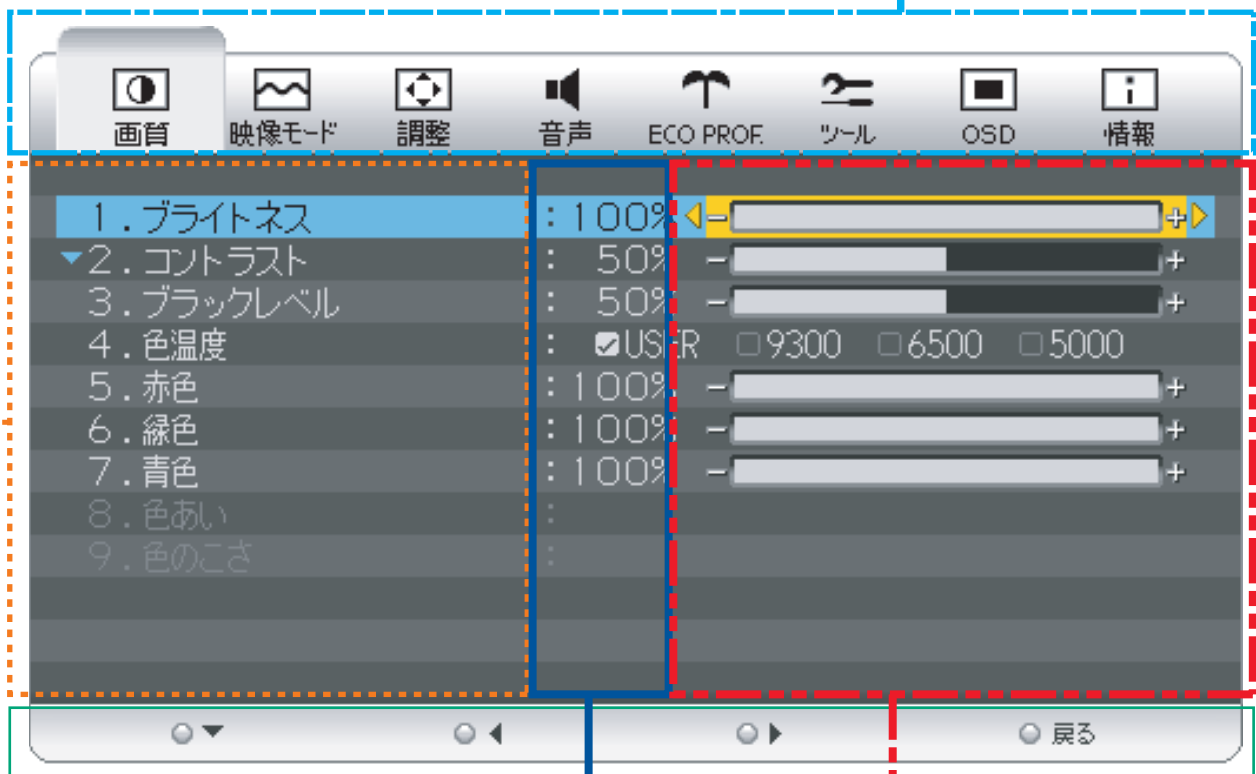 画質 映像モード 調整 音声 ECO PROF. ツール OSD 情報
1.ブライトネス :100% - +
2.コントラスト : 50% - +
3.ブラックレベル : 50% - +
4.色温度 : USER 9300 6500 5000
5.赤色 :100% - +
6.緑色 :100% - +
7.青色 :100% - +
8.色あい :
9.色のこさ :
戻る